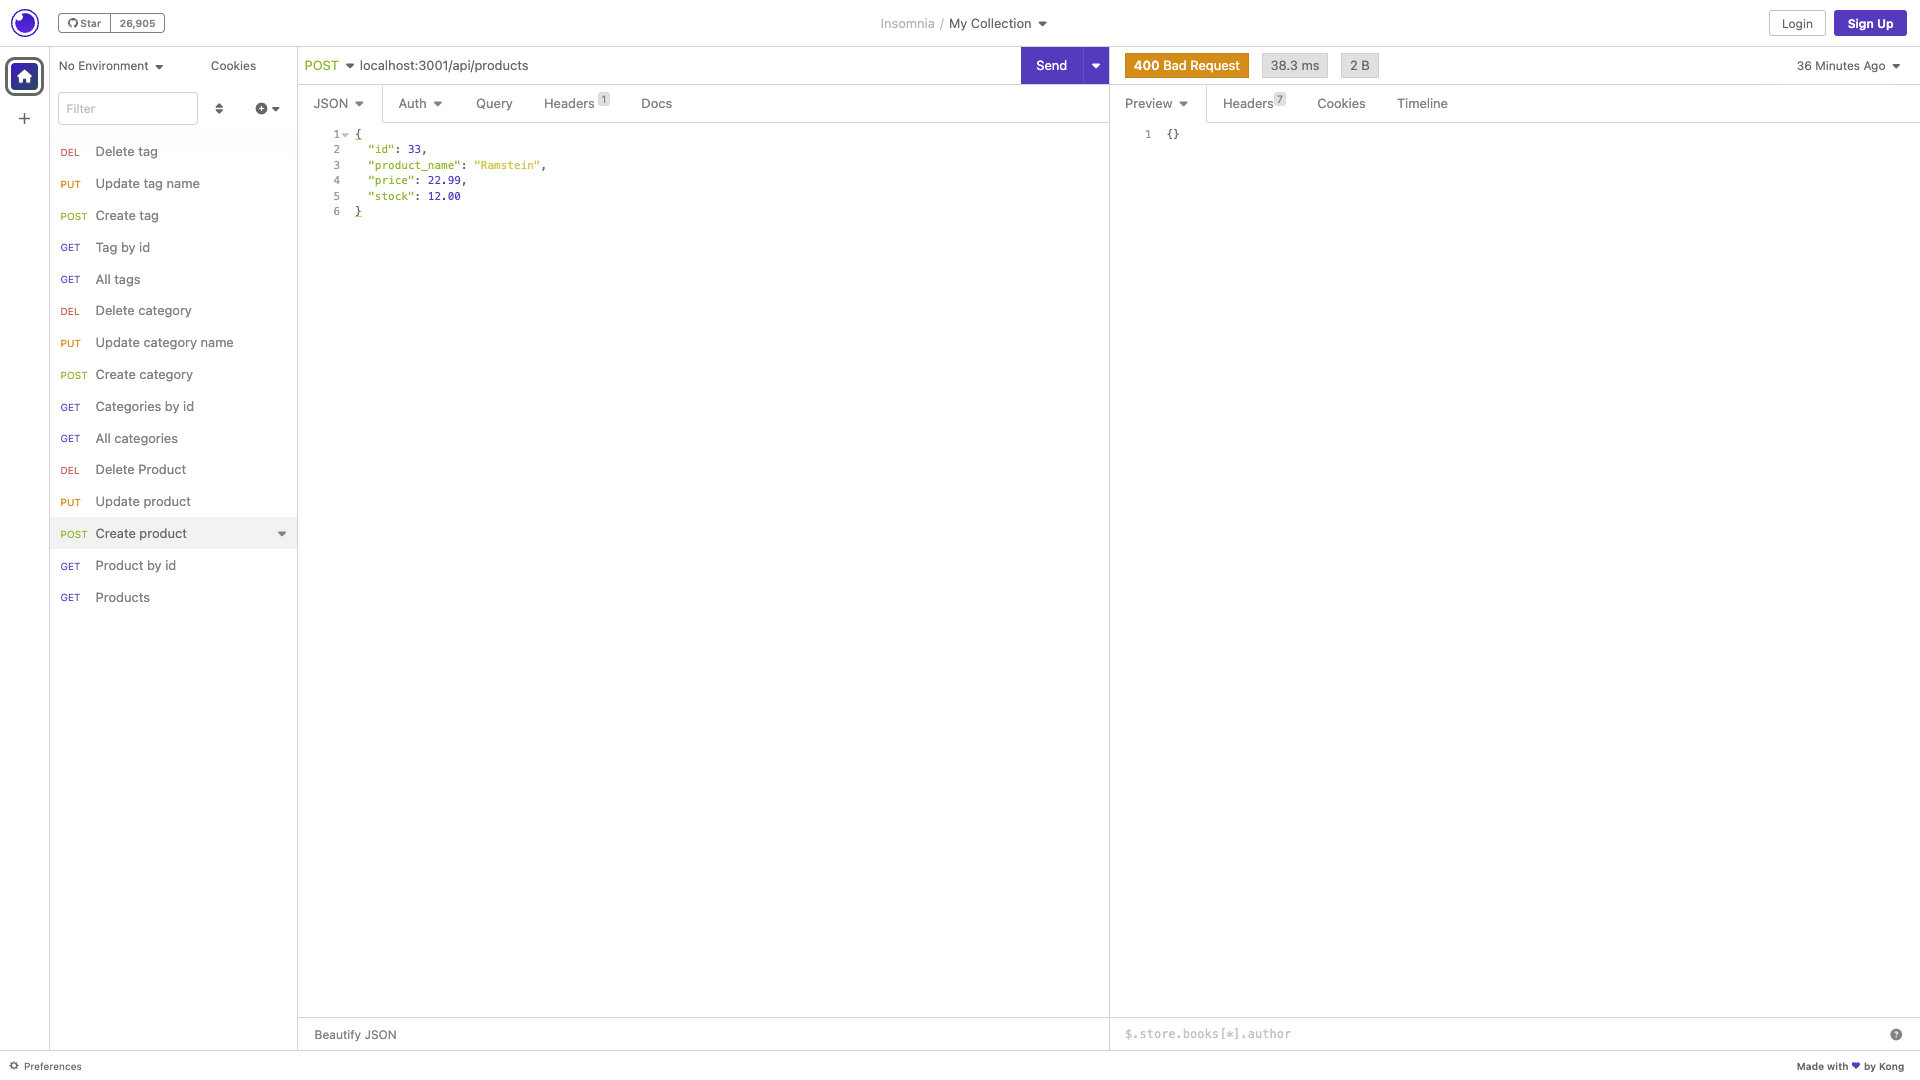 Star 26,905
Insomnia / My Collection
Login
Sign Up
No Environment
Cookies
Filter
DEL Delete tag
PUT Update tag name
POST Create tag
GET Tag by id
GET All tags
DEL Delete category
PUT Update category name
POST Create category
GET Categories by id
GET All categories
DEL Delete Product
PUT Update product
POST Create product
GET Product by id
GET Products
POST localhost:3001/api/products
Send
JSON Auth Query Headers 1 Docs
1 {
2 "id": 33,
3 "product_name": "Ramstein",
4 "price": 22.99,
5 "stock": 12.00
6 }
Beautify JSON
400 Bad Request 38.3 ms 2 B 36 Minutes Ago
Preview Headers 7 Cookies Timeline
1 {}
$.store.books[*].author
?
Preferences
Made with ♥ by Kong